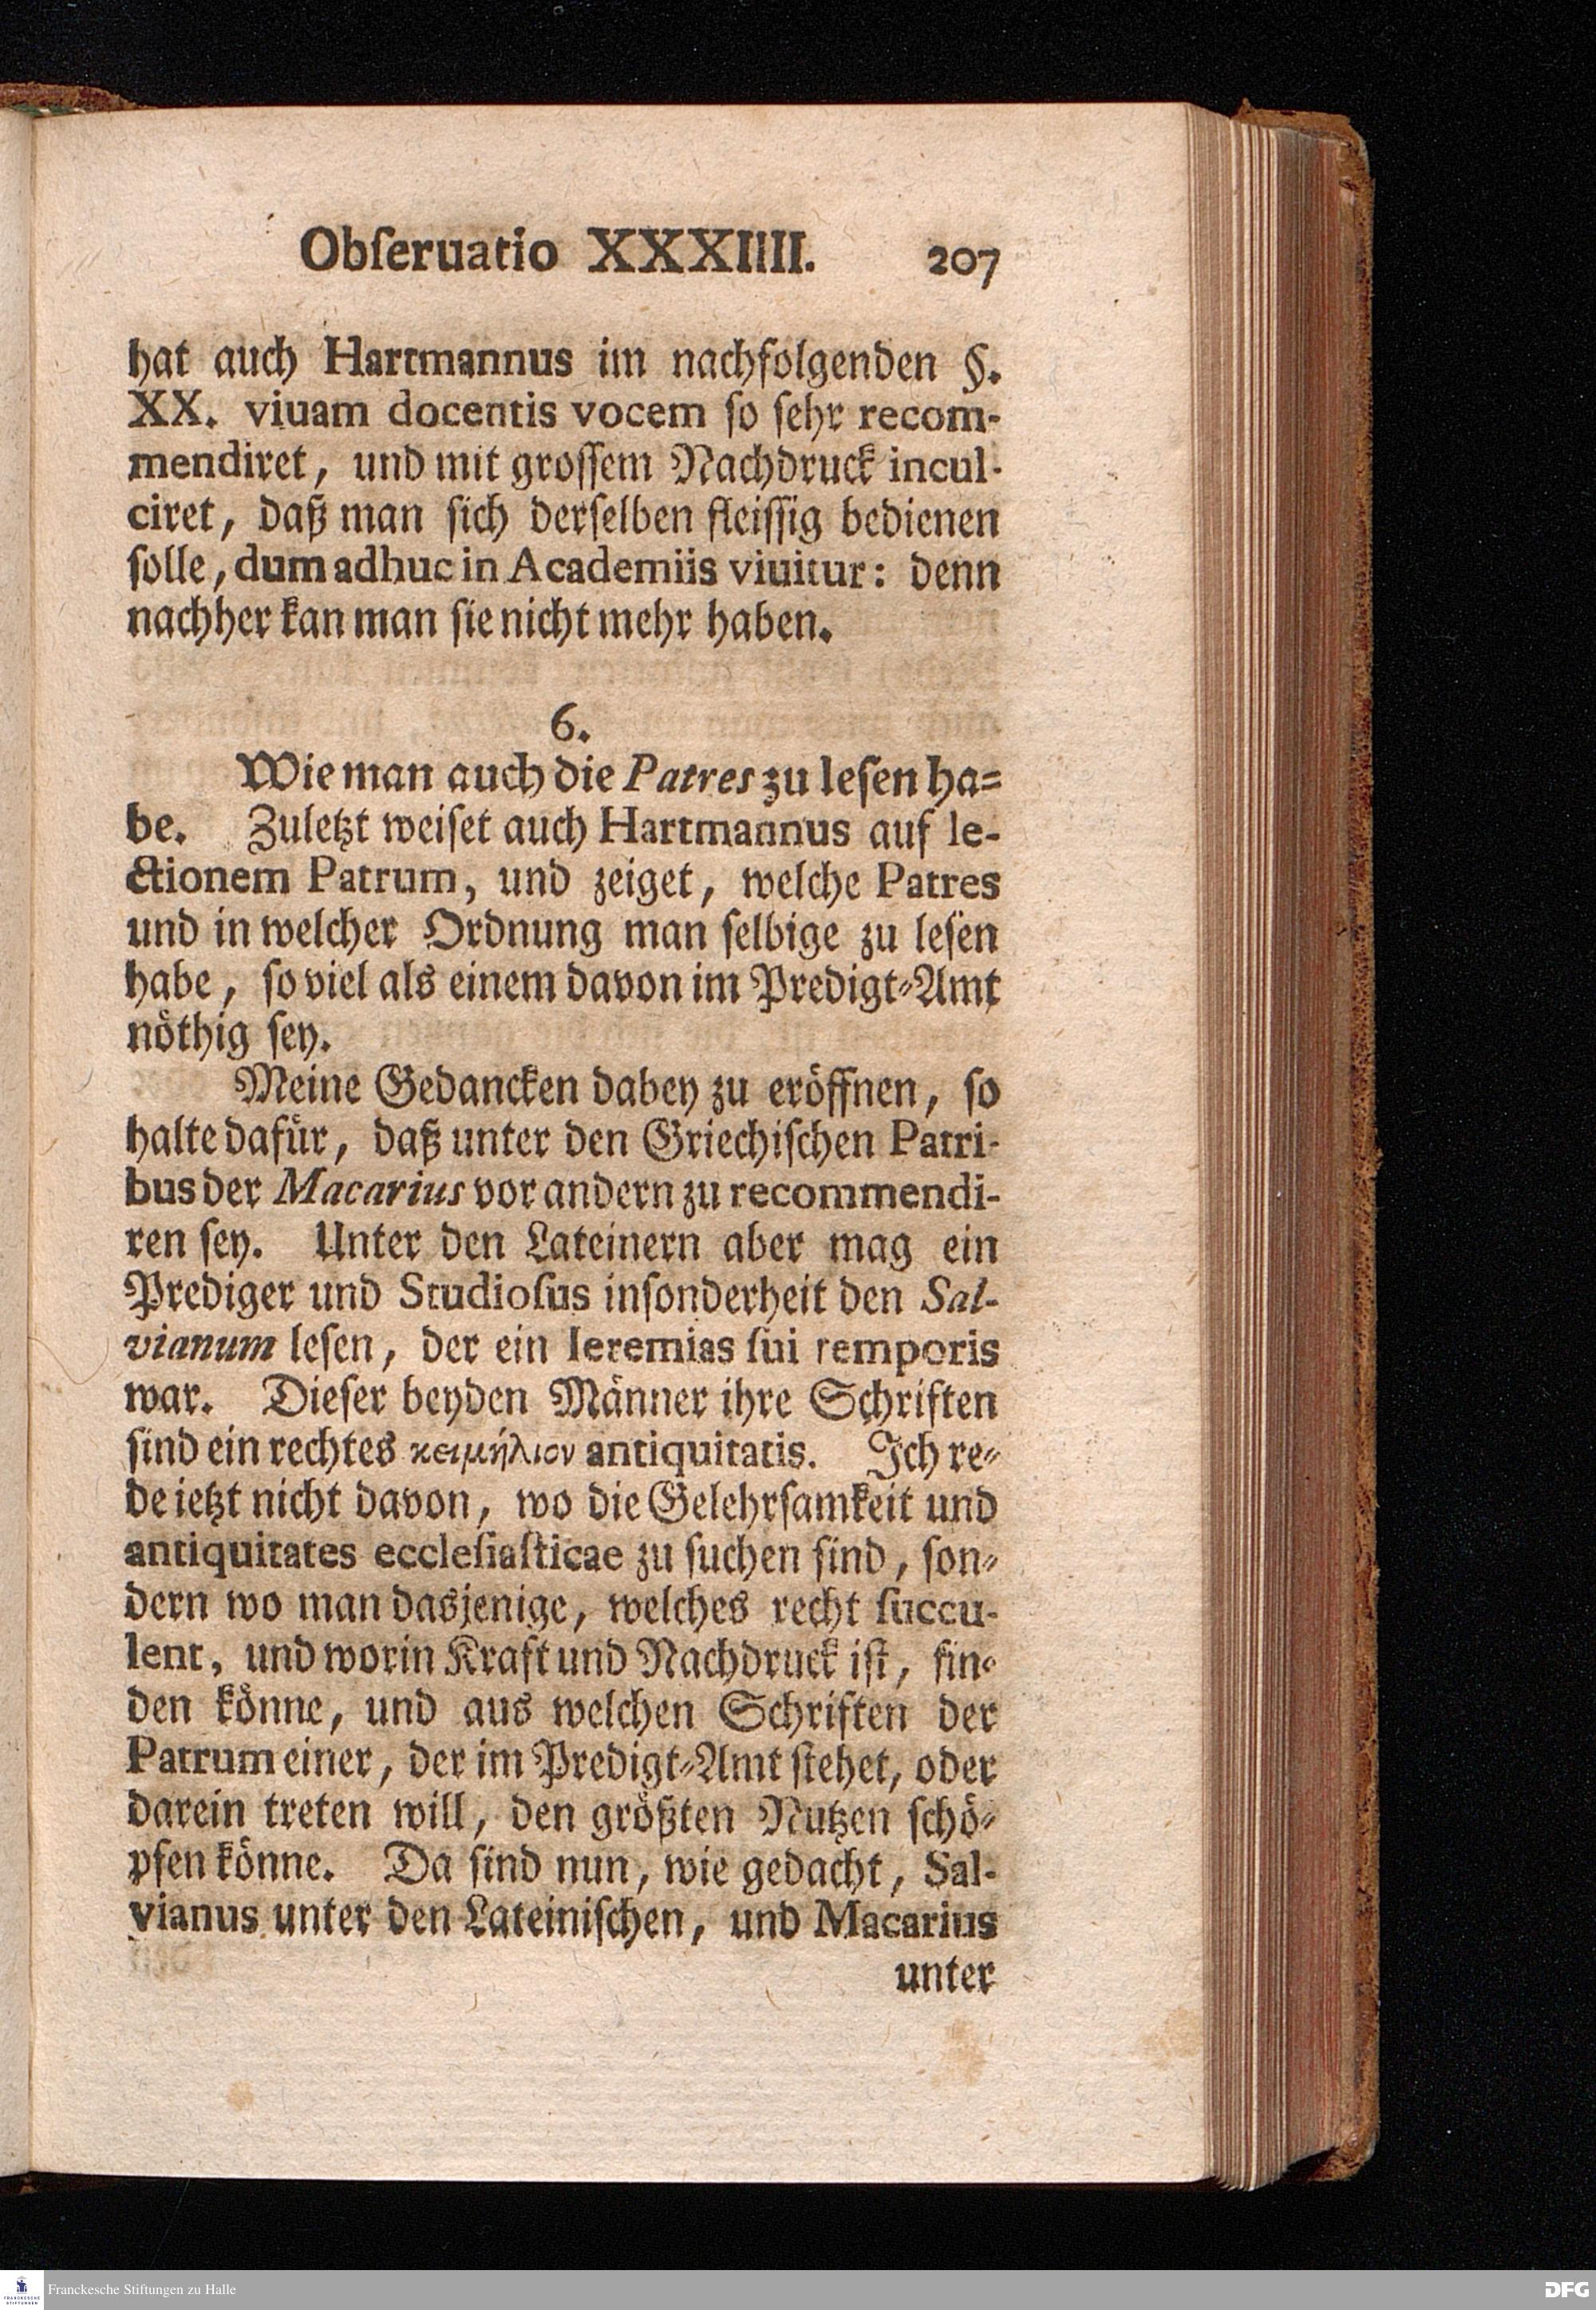 Obſeruatio XXXIIII. 207
hat auch Hartmannus im nachfolgenden §.
XX. viuam docentis vocem ſo ſehr recom-
mendiret, und mit groſſem Nachdruck incul-
ciret, daß man ſich derſelben fleiſſig bedienen
ſolle, dum adhuc in Academiis viuitur: denn
nachher kan man ſie nicht mehr haben.
6.
Wie man auch die Patres zu leſen ha-
be. Zuletzt weiſet auch Hartmannus auf le-
ctionem Patrum, und zeiget, welche Patres
und in welcher Ordnung man ſelbige zu leſen
habe, ſo viel als einem davon im Predigt-Amt
nöthig ſey.
Meine Gedancken dabey zu eröffnen, ſo
halte dafür, daß unter den Griechiſchen Patri-
bus der Macarius vor andern zu recommendi-
ren ſey. Unter den Lateinern aber mag ein
Prediger und Studioſus inſonderheit den Sal-
vianum leſen, der ein Ieremias ſui temporis
war. Dieſer beyden Männer ihre Schriften
ſind ein rechtes κειμήλιον antiquitatis. Ich re-
de ietzt nicht davon, wo die Gelehrſamkeit und
antiquitates eccleſiaſticae zu ſuchen ſind, ſon-
dern wo man dasjenige, welches recht ſuccu-
lent, und worin Kraft und Nachdruck iſt, fin-
den könne, und aus welchen Schriften der
Patrum einer, der im Predigt-Amt ſtehet, oder
darein treten will, den größten Nutzen ſchö-
pfen könne. Da ſind nun, wie gedacht, Sal-
vianus unter den Lateiniſchen, und Macarius
unter
FRANCKESCHE STIFTUNGEN
Franckesche Stiftungen zu Halle
DFG